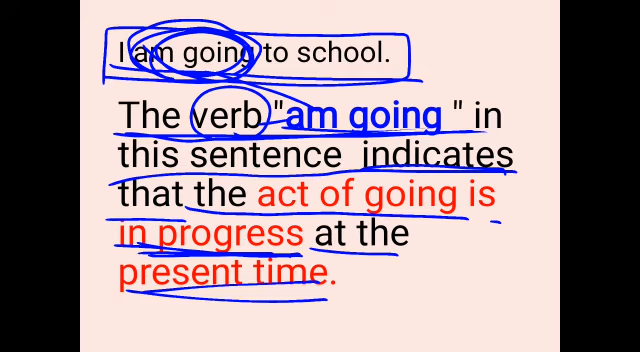 I am going to school.
The verb "am going " in
this sentence indicates
that the act of going is
in progress at the
present time.